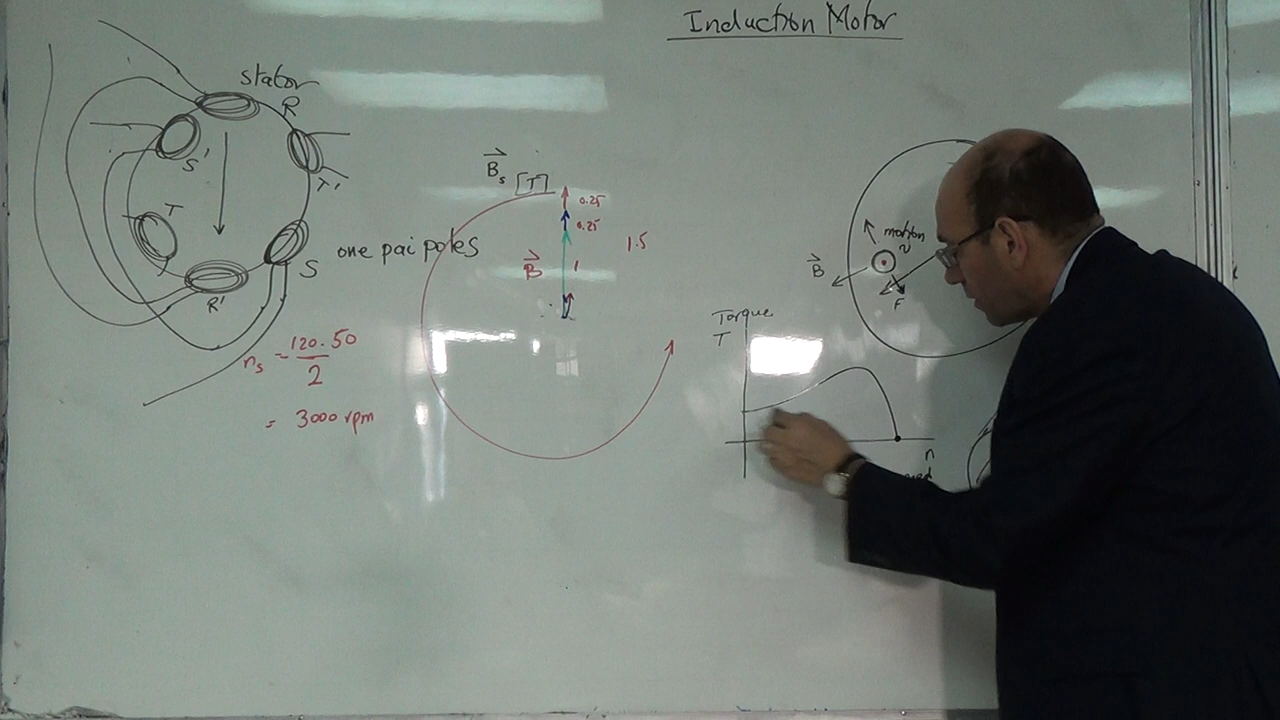 Induction Motor
stator
R
S'
T'
T
S
R'
one pai poles
n_s = 120.50 / 2
= 3000 rpm
B_s [T]
0.25
0.25
1
1.5
B
motion
v
B
F
Torque
T
n